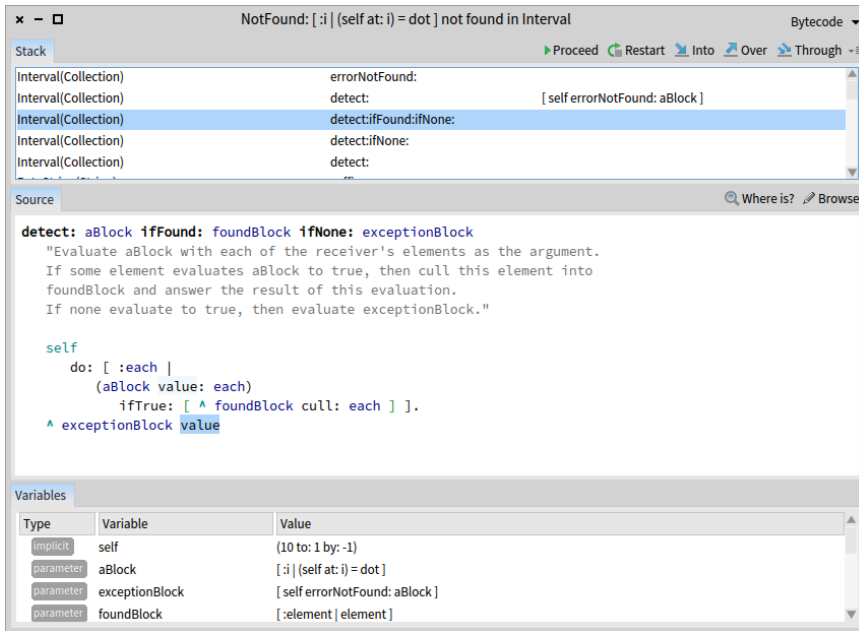 NotFound: [ :i | (self at: i) = dot ] not found in Interval
Bytecode
Stack
Proceed Restart Into Over Through
Interval(Collection) errorNotFound:
Interval(Collection) detect: [ self errorNotFound: aBlock ]
Interval(Collection) detect:ifFound:ifNone:
Interval(Collection) detect:ifNone:
Interval(Collection) detect:
Source
Where is? Browse
detect: aBlock ifFound: foundBlock ifNone: exceptionBlock
"Evaluate aBlock with each of the receiver's elements as the argument.
If some element evaluates aBlock to true, then cull this element into
foundBlock and answer the result of this evaluation.
If none evaluate to true, then evaluate exceptionBlock."
self
do: [ :each |
(aBlock value: each)
ifTrue: [ ^ foundBlock cull: each ] ].
^ exceptionBlock value
Variables
Type Variable Value
implicit self (10 to: 1 by: -1)
parameter aBlock [ :i | (self at: i) = dot ]
parameter exceptionBlock [ self errorNotFound: aBlock ]
parameter foundBlock [ :element | element ]